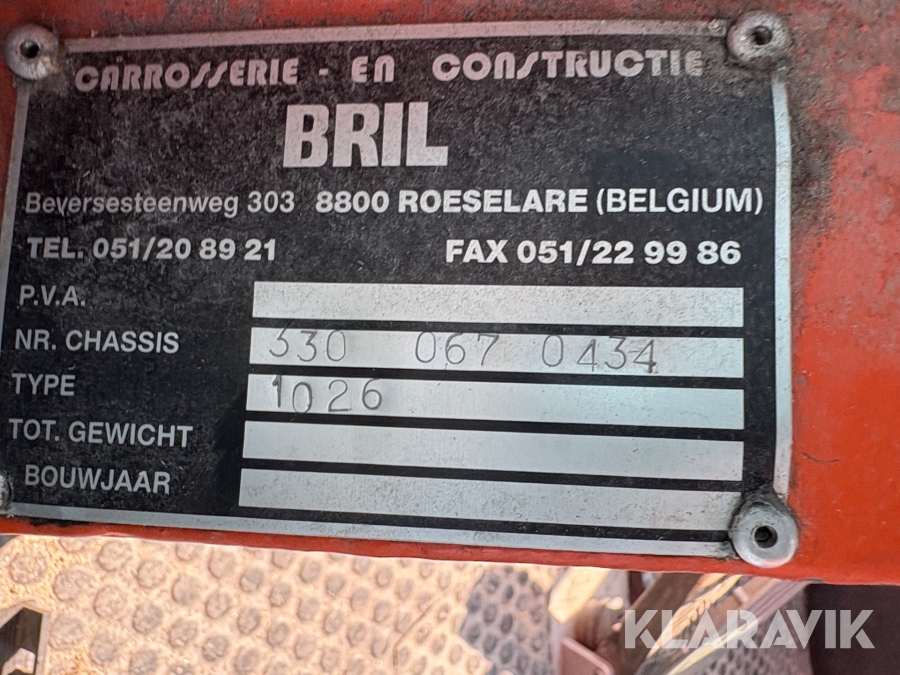 CARROSSERIE - EN CONSTRUCTIE
BRIL
Beversesteenweg 303 8800 ROESELARE (BELGIUM)
TEL. 051/20 89 21 FAX 051/22 99 86
P.V.A.
NR. CHASSIS 330 067 0434
TYPE 1026
TOT. GEWICHT
BOUWJAAR
KLARAVIK